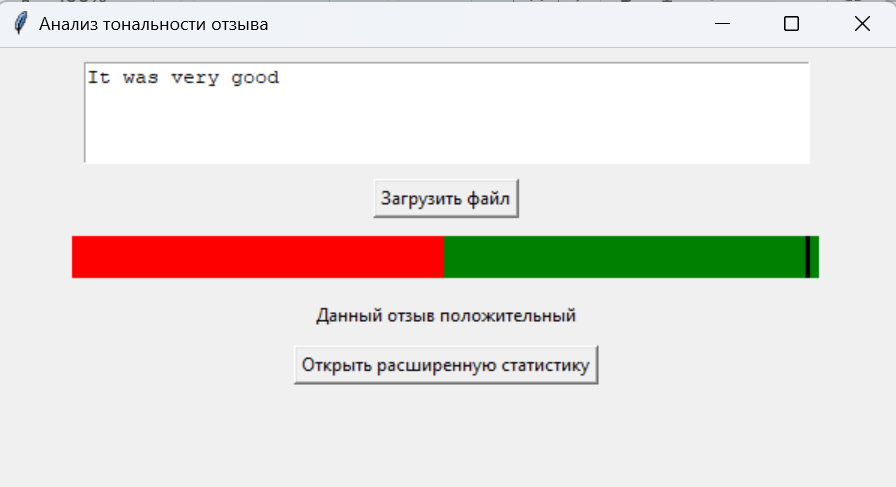 Анализ тональности отзыва
It was very good
Загрузить файл
Данный отзыв положительный
Открыть расширенную статистику